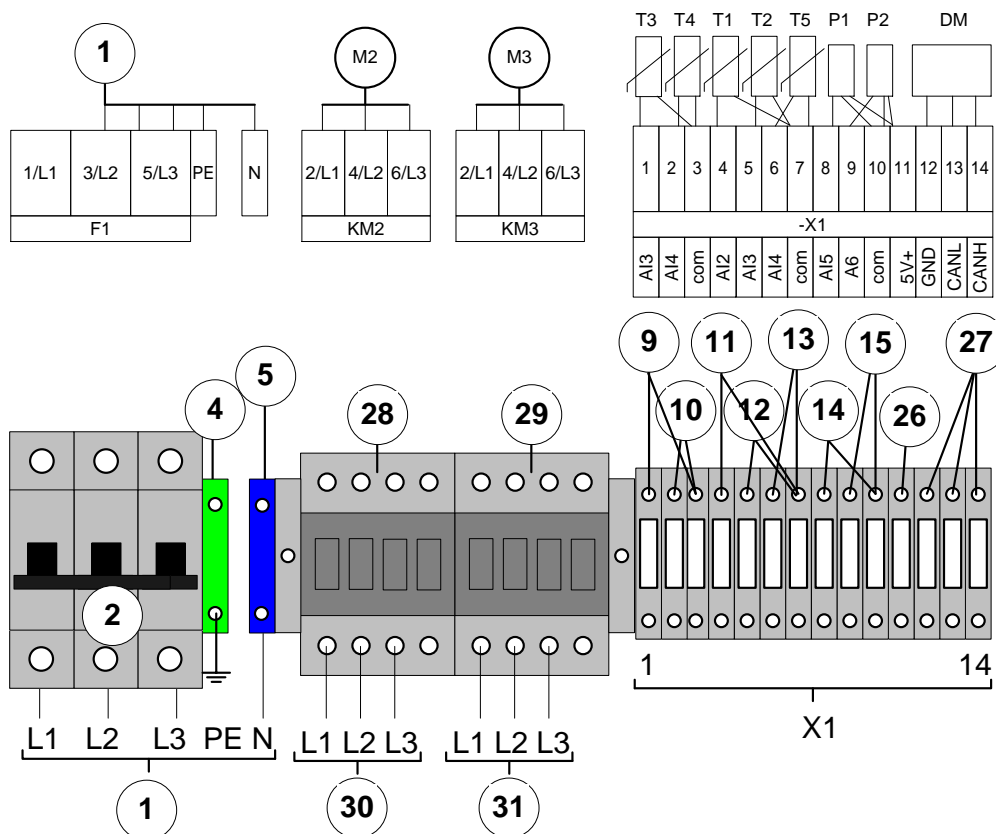 T3 T4 T1 T2 T5 P1 P2 DM
1 M2 M3
1/L1 3/L2 5/L3 PE N 2/L1 4/L2 6/L3 2/L1 4/L2 6/L3 1 2 3 4 5 6 7 8 9 10 11 12 13 14
F1 KM2 KM3 -X1
AI3 AI4 com AI2 AI3 AI4 com AI5 A6 com 5V+ GND CANL CANH
9 11 13 15 27
5
4 28 29 10 12 14 26
2
1 14
L1 L2 L3 PE N L1 L2 L3 L1 L2 L3 X1
1 30 31